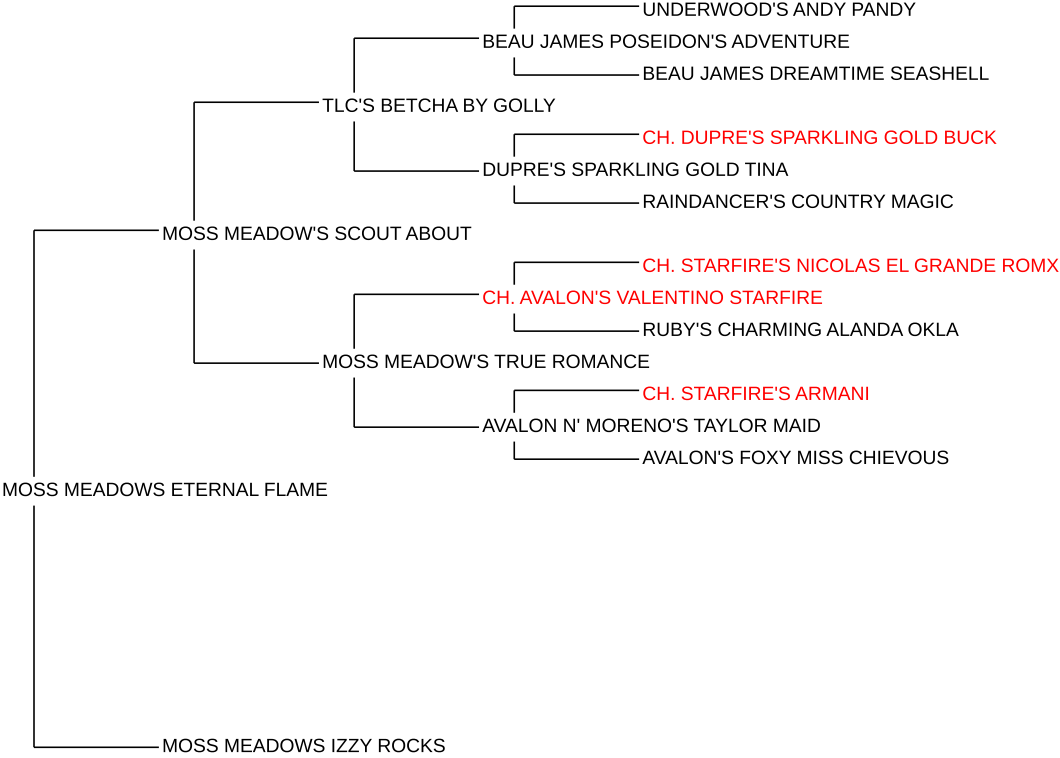 UNDERWOOD'S ANDY PANDY
BEAU JAMES POSEIDON'S ADVENTURE
BEAU JAMES DREAMTIME SEASHELL
TLC'S BETCHA BY GOLLY
CH. DUPRE'S SPARKLING GOLD BUCK
DUPRE'S SPARKLING GOLD TINA
RAINDANCER'S COUNTRY MAGIC
MOSS MEADOW'S SCOUT ABOUT
CH. STARFIRE'S NICOLAS EL GRANDE ROMX
CH. AVALON'S VALENTINO STARFIRE
RUBY'S CHARMING ALANDA OKLA
MOSS MEADOW'S TRUE ROMANCE
CH. STARFIRE'S ARMANI
AVALON N' MORENO'S TAYLOR MAID
AVALON'S FOXY MISS CHIEVOUS
MOSS MEADOWS ETERNAL FLAME
MOSS MEADOWS IZZY ROCKS